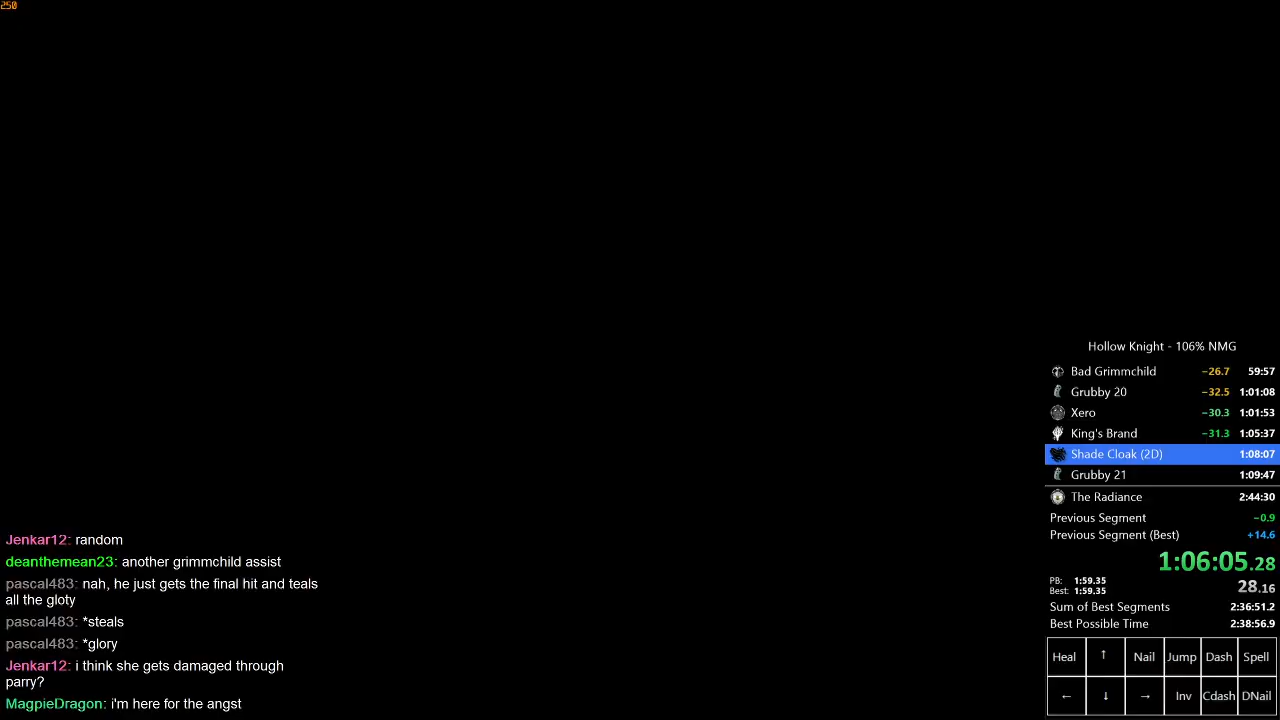 250
Hollow Knight - 106% NMG
Bad Grimmchild −26.7 59:57
Grubby 20 −32.5 1:01:08
Xero −30.3 1:01:53
King's Brand −31.3 1:05:37
Shade Cloak (2D) 1:08:07
Grubby 21 1:09:47
The Radiance 2:44:30
Previous Segment −0.9
Previous Segment (Best) +14.6
1:06:05.28
PB: 1:59.35
Best: 1:59.35
28.16
Sum of Best Segments 2:36:51.2
Best Possible Time 2:38:56.9
Heal ↑ Nail Jump Dash Spell
← ↓ → Inv Cdash DNail
Jenkar12: random
deanthemean23: another grimmchild assist
pascal483: nah, he just gets the final hit and teals
all the gloty
pascal483: *steals
pascal483: *glory
Jenkar12: i think she gets damaged through
parry?
MagpieDragon: i'm here for the angst